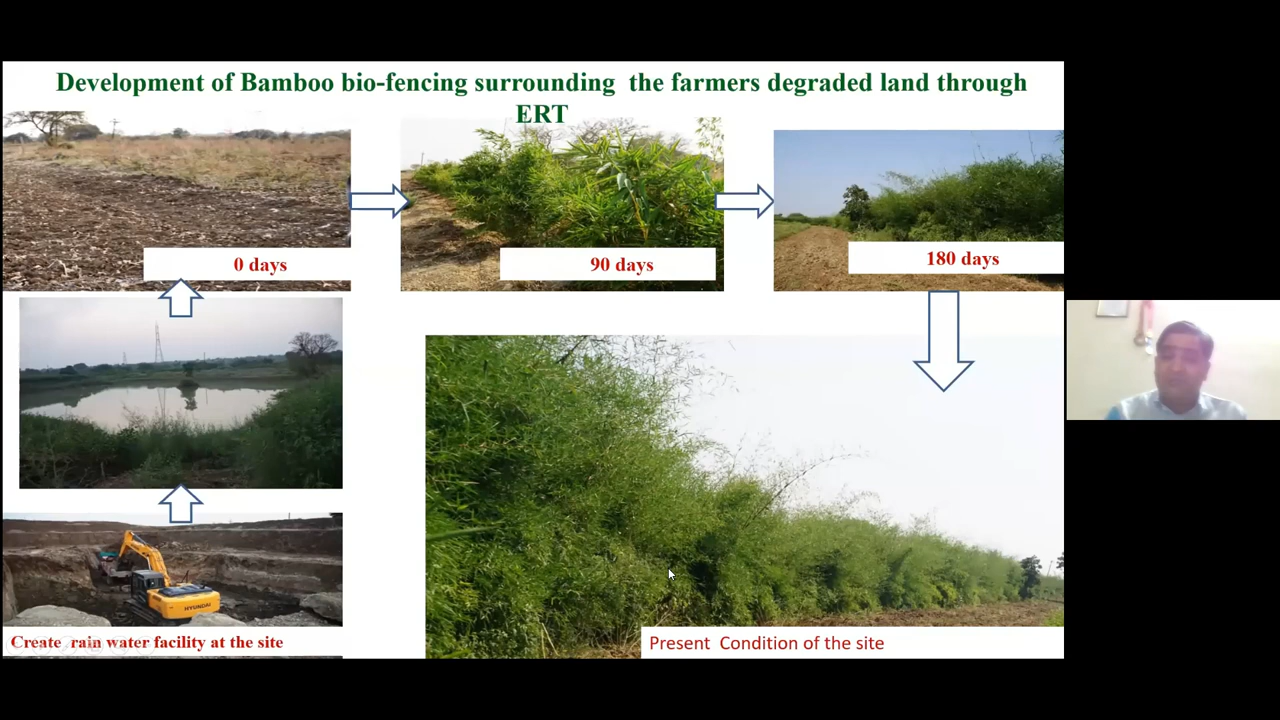 Development of Bamboo bio-fencing surrounding the farmers degraded land through
ERT
0 days
90 days
180 days
HYUNDAI
Create rain water facility at the site
Present Condition of the site